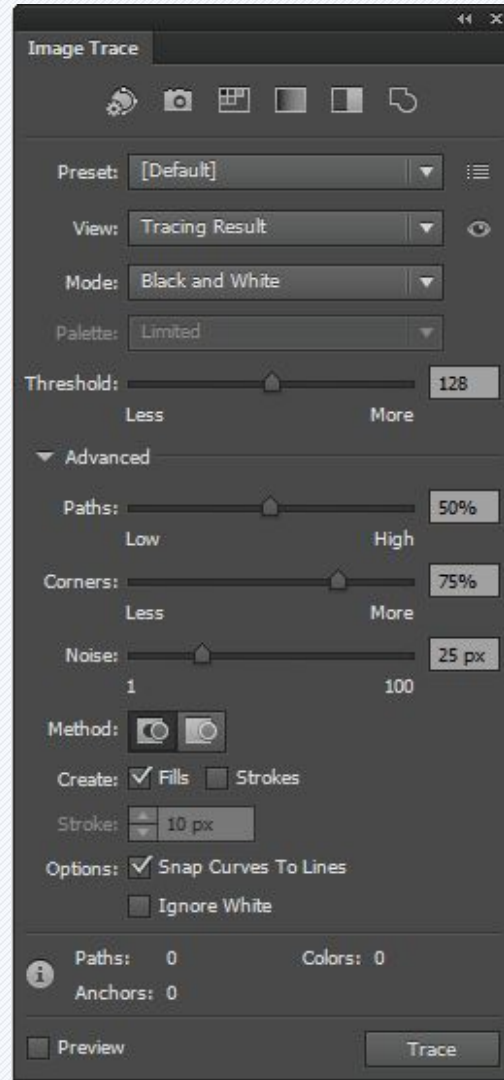 Image Trace
Preset: [Default]
View: Tracing Result
Mode: Black and White
Palette: Limited
Threshold: 128
Less More
Advanced
Paths: 50%
Low High
Corners: 75%
Less More
Noise: 25 px
1 100
Method:
Create: Fills Strokes
Stroke: 10 px
Options: Snap Curves To Lines
Ignore White
Paths: 0 Colors: 0
Anchors: 0
Preview Trace